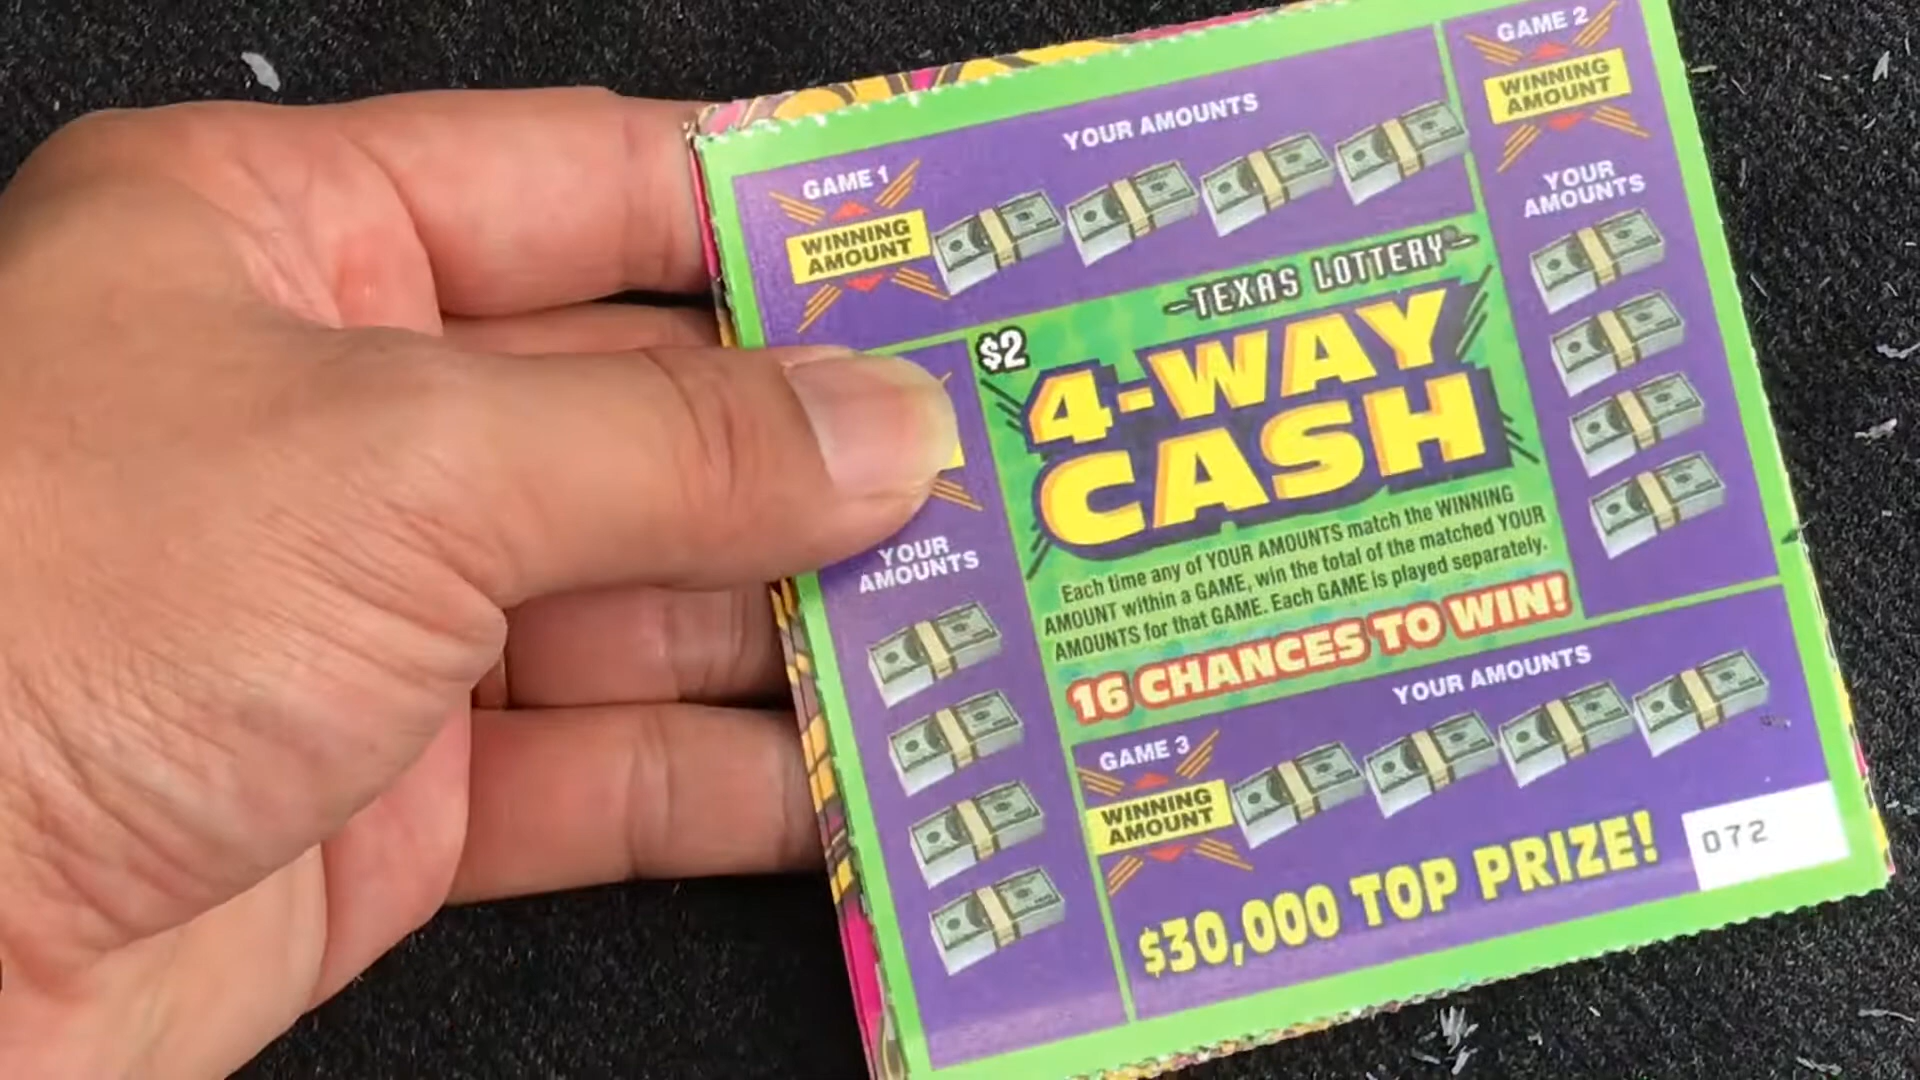 GAME 1
WINNING
AMOUNT
YOUR AMOUNTS
GAME 2
WINNING
AMOUNT
YOUR
AMOUNTS
TEXAS LOTTERY
$2
4-WAY
CASH
Each time any of YOUR AMOUNTS match the WINNING
AMOUNT within a GAME, win the total of the matched YOUR
AMOUNTS for that GAME. Each GAME is played separately.
16 CHANCES TO WIN!
YOUR
AMOUNTS
GAME 3
WINNING
AMOUNT
YOUR AMOUNTS
$30,000 TOP PRIZE!
072